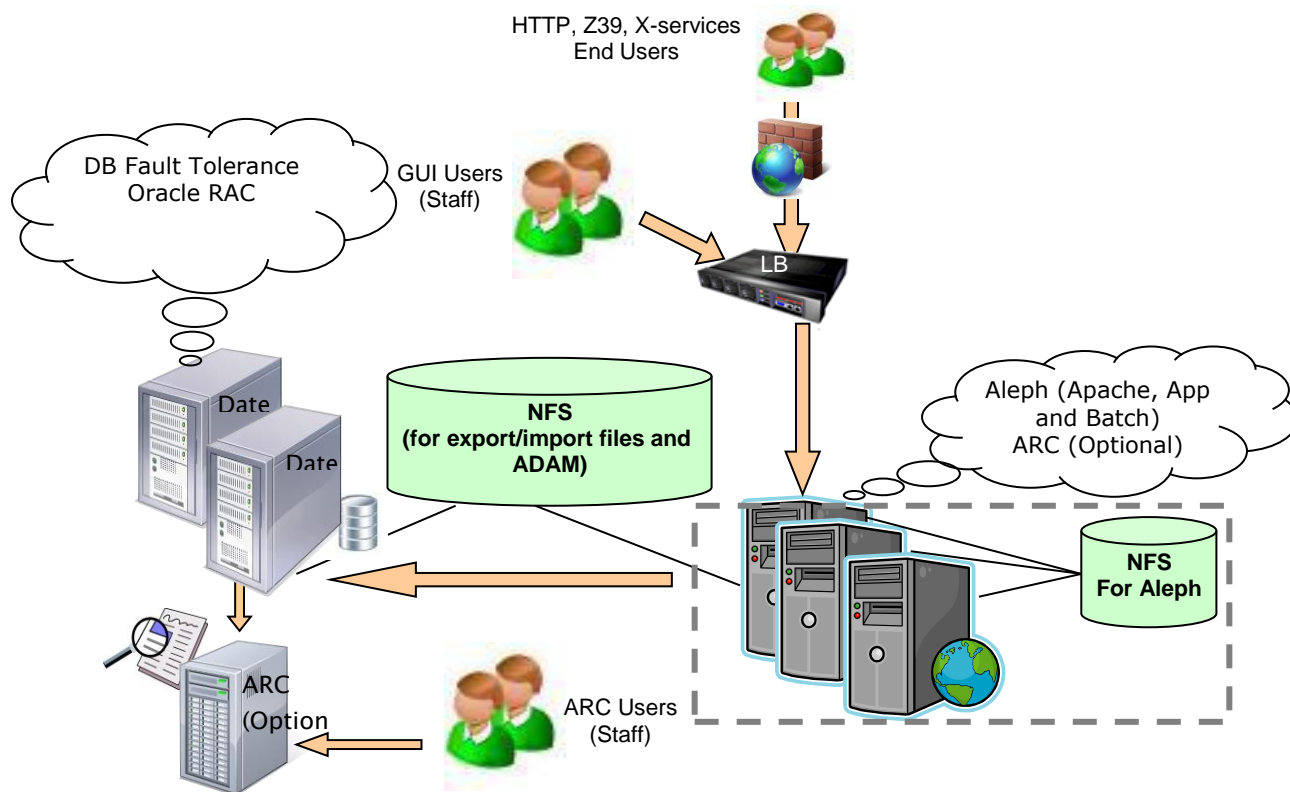 HTTP, Z39, X-services
End Users
DB Fault Tolerance
Oracle RAC
GUI Users
(Staff)
LB
Aleph (Apache, App
and Batch)
ARC (Optional)
Date
Date
NFS
(for export/import files and
ADAM)
NFS
For Aleph
ARC
(Option
ARC Users
(Staff)